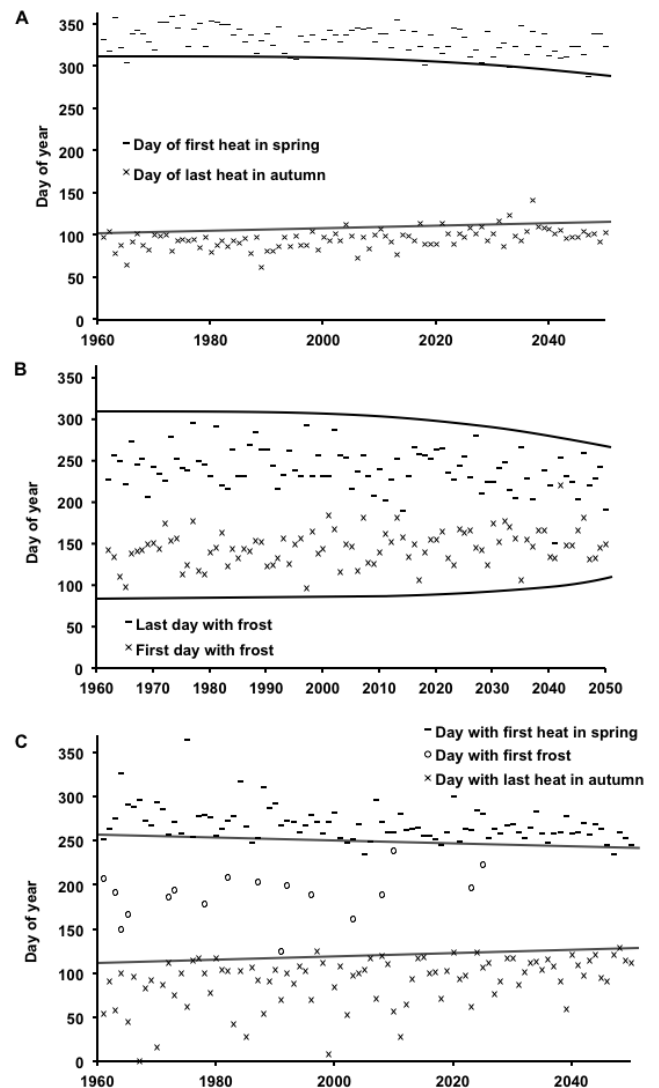 A
350
300
250
200
150
100
50
0
Day of year
– Day of first heat in spring
× Day of last heat in autumn
1960 1980 2000 2020 2040
B
350
300
250
200
150
100
50
0
Day of year
– Last day with frost
× First day with frost
1960 1970 1980 1990 2000 2010 2020 2030 2040 2050
C
– Day with first heat in spring
o Day with first frost
× Day with last heat in autumn
350
300
250
200
150
100
50
0
Day of year
1960 1980 2000 2020 2040